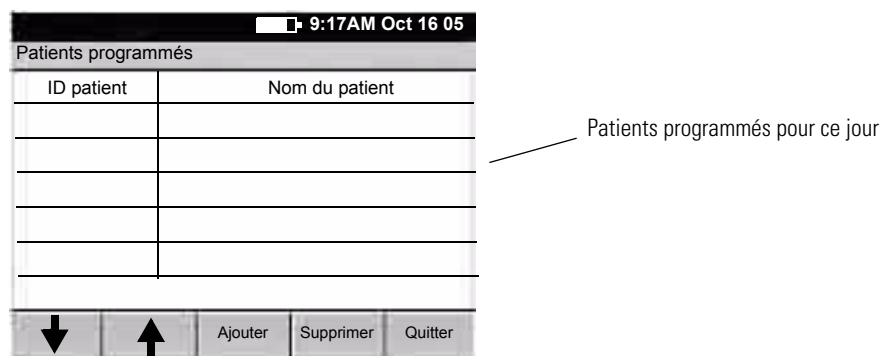 9:17AM Oct 16 05
Patients programmés
ID patient Nom du patient
Patients programmés pour ce jour
Ajouter Supprimer Quitter